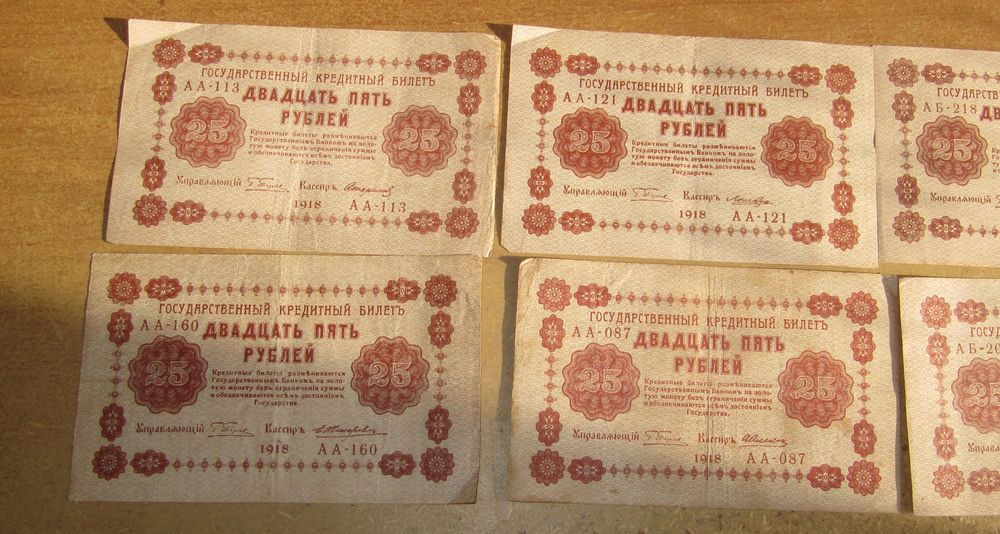 ГОСУДАРСТВЕННЫЙ КРЕДИТНЫЙ БИЛЕТЪ
АА-113
ДВАДЦАТЬ ПЯТЬ
РУБЛЕЙ
25
25
Кредитные билеты размѣниваются
Государственнымъ Банкомъ на золо-
тую монету безъ ограниченія суммы
и обезпечиваются всѣмъ достояніемъ
Государства.
Управляющій
Кассиръ
1918
АА-113
ГОСУДАРСТВЕННЫЙ КРЕДИТНЫЙ БИЛЕТЪ
АА-121
ДВАДЦАТЬ ПЯТЬ
РУБЛЕЙ
25
25
Кредитные билеты размѣниваются
Государственнымъ Банкомъ на золо-
тую монету безъ ограниченія суммы
и обезпечиваются всѣмъ достояніемъ
Государства.
Управляющій
Кассиръ
1918
АА-121
АБ-218
25
Управляющій
ГОСУДАРСТВЕННЫЙ КРЕДИТНЫЙ БИЛЕТЪ
АА-160
ДВАДЦАТЬ ПЯТЬ
РУБЛЕЙ
25
25
Кредитные билеты размѣниваются
Государственнымъ Банкомъ на золо-
тую монету безъ ограниченія суммы
и обезпечиваются всѣмъ достояніемъ
Государства.
Управляющій
Кассиръ
1918
АА-160
ГОСУДАРСТВЕННЫЙ КРЕДИТНЫЙ БИЛЕТЪ
АА-087
ДВАДЦАТЬ ПЯТЬ
РУБЛЕЙ
25
25
Кредитные билеты размѣниваются
Государственнымъ Банкомъ на золо-
тую монету безъ ограниченія суммы
и обезпечиваются всѣмъ достояніемъ
Государства.
Управляющій
Кассиръ
1918
АА-087